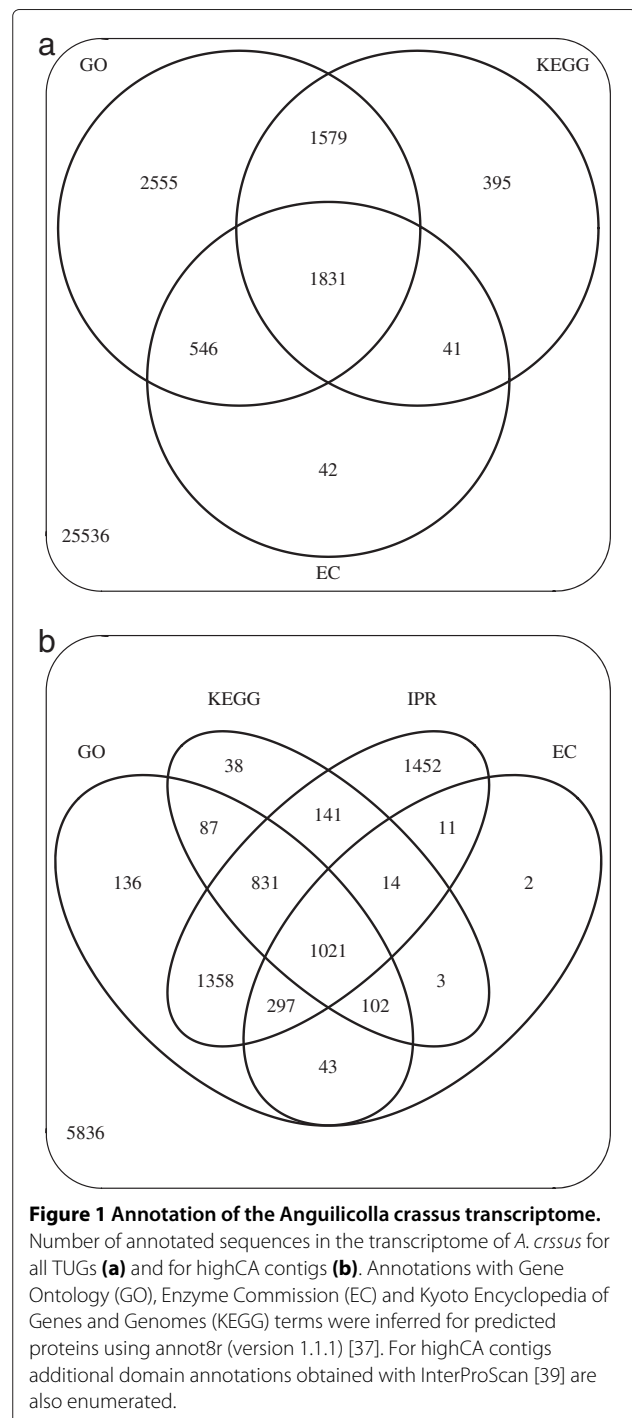 a
GO
KEGG
1579
2555
395
1831
546
41
42
25536
EC
b
KEGG
IPR
GO
EC
38
1452
87
141
11
136
831
14
2
1021
1358
3
297
102
43
5836
Figure 1 Annotation of the Anguilicolla crassus transcriptome.
Number of annotated sequences in the transcriptome of A. crssus for
all TUGs (a) and for highCA contigs (b). Annotations with Gene
Ontology (GO), Enzyme Commission (EC) and Kyoto Encyclopedia of
Genes and Genomes (KEGG) terms were inferred for predicted
proteins using annot8r (version 1.1.1) [37]. For highCA contigs
additional domain annotations obtained with InterProScan [39] are
also enumerated.